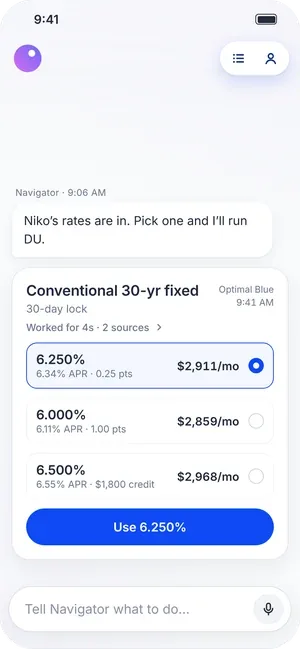 9:41
Navigator · 9:06 AM
Niko's rates are in. Pick one and I'll run
DU.
Conventional 30-yr fixed
Optimal Blue
30-day lock
9:41 AM
Worked for 4s · 2 sources
6.250%
6.34% APR · 0.25 pts
$2,911/mo
6.000%
6.11% APR · 1.00 pts
$2,859/mo
6.500%
6.55% APR · $1,800 credit
$2,968/mo
Use 6.250%
Tell Navigator what to do...